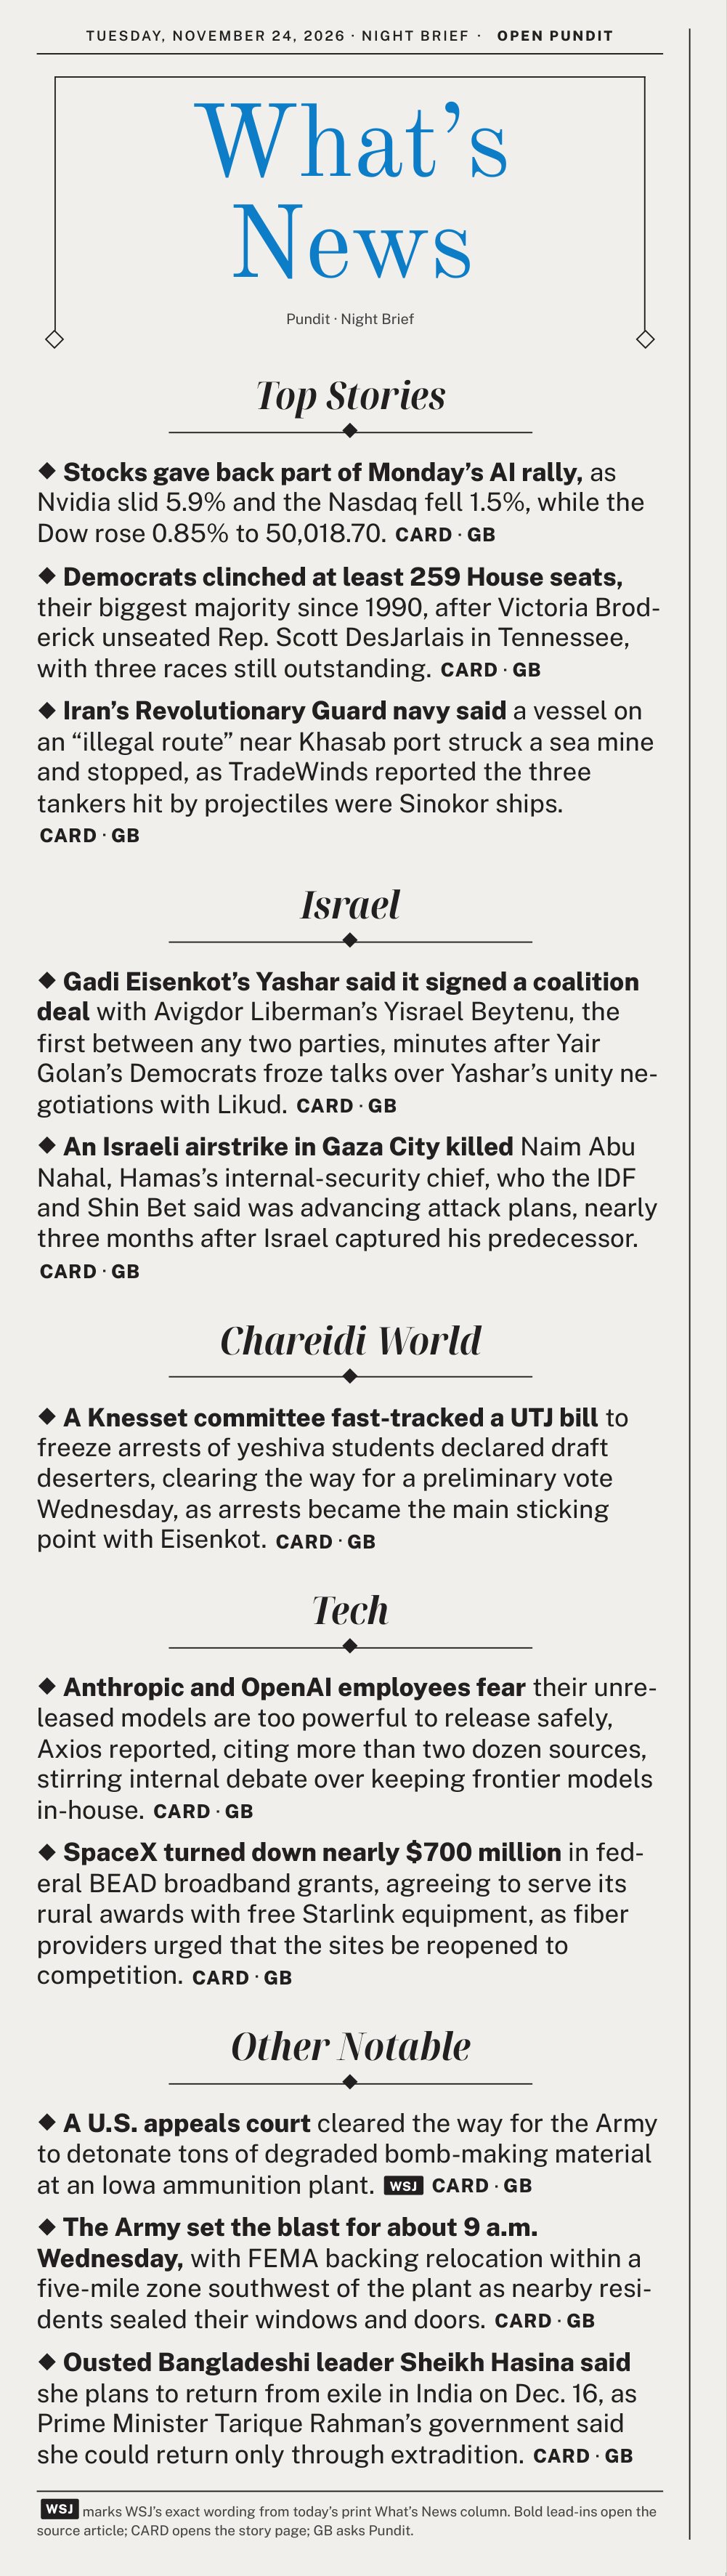 TUESDAY, NOVEMBER 24, 2026 · NIGHT BRIEF · OPEN PUNDIT
What’s
News
Pundit · Night Brief
Top Stories
◆ Stocks gave back part of Monday’s AI rally, as
Nvidia slid 5.9% and the Nasdaq fell 1.5%, while the
Dow rose 0.85% to 50,018.70. CARD · GB
◆ Democrats clinched at least 259 House seats,
their biggest majority since 1990, after Victoria Brod-
erick unseated Rep. Scott DesJarlais in Tennessee,
with three races still outstanding. CARD · GB
◆ Iran’s Revolutionary Guard navy said a vessel on
an “illegal route” near Khasab port struck a sea mine
and stopped, as TradeWinds reported the three
tankers hit by projectiles were Sinokor ships.
CARD · GB
Israel
◆ Gadi Eisenkot’s Yashar said it signed a coalition
deal with Avigdor Liberman’s Yisrael Beytenu, the
first between any two parties, minutes after Yair
Golan’s Democrats froze talks over Yashar’s unity ne-
gotiations with Likud. CARD · GB
◆ An Israeli airstrike in Gaza City killed Naim Abu
Nahal, Hamas’s internal-security chief, who the IDF
and Shin Bet said was advancing attack plans, nearly
three months after Israel captured his predecessor.
CARD · GB
Chareidi World
◆ A Knesset committee fast-tracked a UTJ bill to
freeze arrests of yeshiva students declared draft
deserters, clearing the way for a preliminary vote
Wednesday, as arrests became the main sticking
point with Eisenkot. CARD · GB
Tech
◆ Anthropic and OpenAI employees fear their unre-
leased models are too powerful to release safely,
Axios reported, citing more than two dozen sources,
stirring internal debate over keeping frontier models
in-house. CARD · GB
◆ SpaceX turned down nearly $700 million in fed-
eral BEAD broadband grants, agreeing to serve its
rural awards with free Starlink equipment, as fiber
providers urged that the sites be reopened to
competition. CARD · GB
Other Notable
◆ A U.S. appeals court cleared the way for the Army
to detonate tons of degraded bomb-making material
at an Iowa ammunition plant. WSJ CARD · GB
◆ The Army set the blast for about 9 a.m.
Wednesday, with FEMA backing relocation within a
five-mile zone southwest of the plant as nearby resi-
dents sealed their windows and doors. CARD · GB
◆ Ousted Bangladeshi leader Sheikh Hasina said
she plans to return from exile in India on Dec. 16, as
Prime Minister Tarique Rahman’s government said
she could return only through extradition. CARD · GB
WSJ marks WSJ’s exact wording from today’s print What’s News column. Bold lead-ins open the
source article; CARD opens the story page; GB asks Pundit.